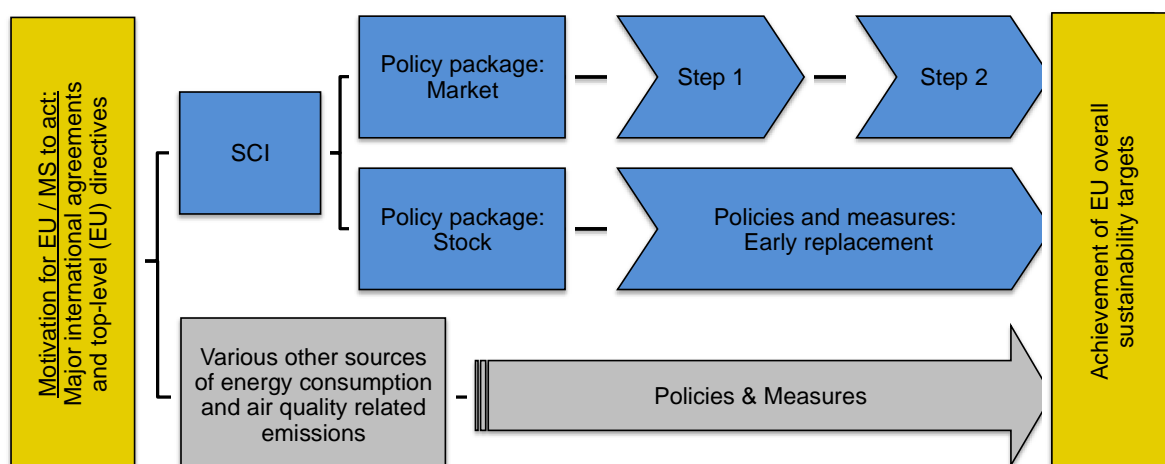 Motivation for EU / MS to act:
Major international agreements
and top-level (EU) directives
SCI
Policy package:
Market
Step 1
Step 2
Policy package:
Stock
Policies and measures:
Early replacement
Various other sources
of energy consumption
and air quality related
emissions
Policies & Measures
Achievement of EU overall
sustainability targets